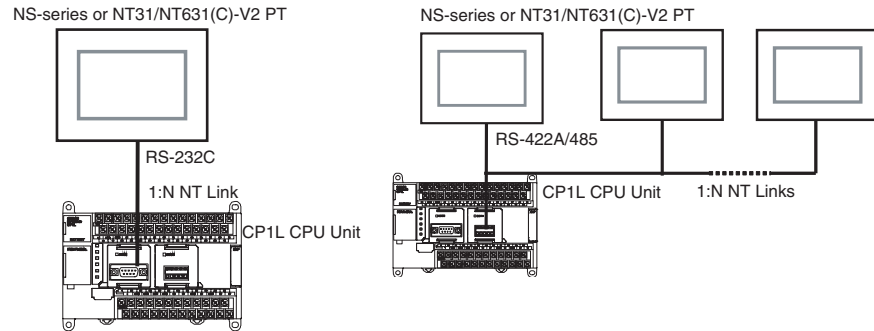 NS-series or NT31/NT631(C)-V2 PT
RS-232C
1:N NT Link
CP1L CPU Unit
NS-series or NT31/NT631(C)-V2 PT
RS-422A/485
CP1L CPU Unit
1:N NT Links